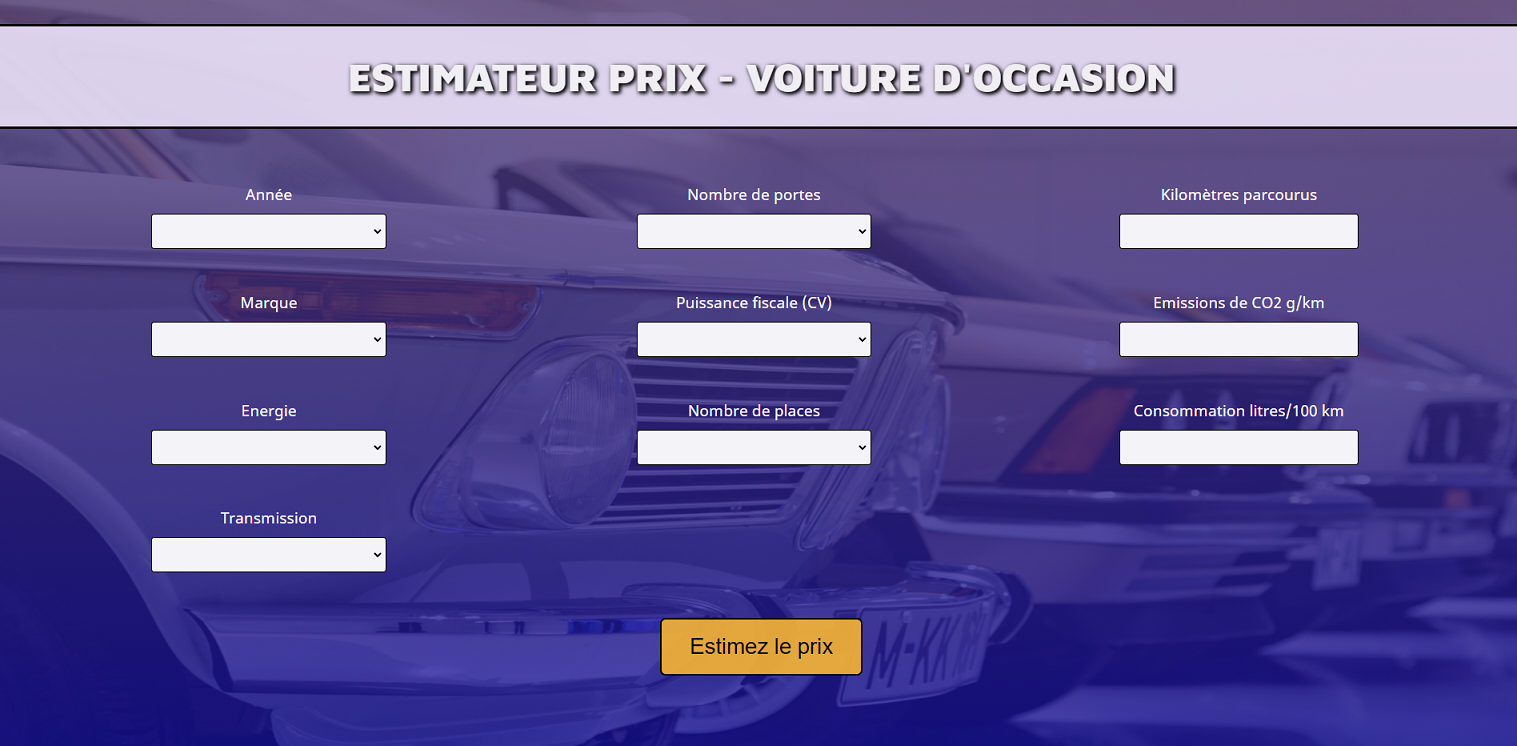 ESTIMATEUR PRIX - VOITURE D'OCCASION
Année
Nombre de portes
Kilomètres parcourus
Marque
Puissance fiscale (CV)
Emissions de CO2 g/km
Energie
Nombre de places
Consommation litres/100 km
Transmission
Estimez le prix